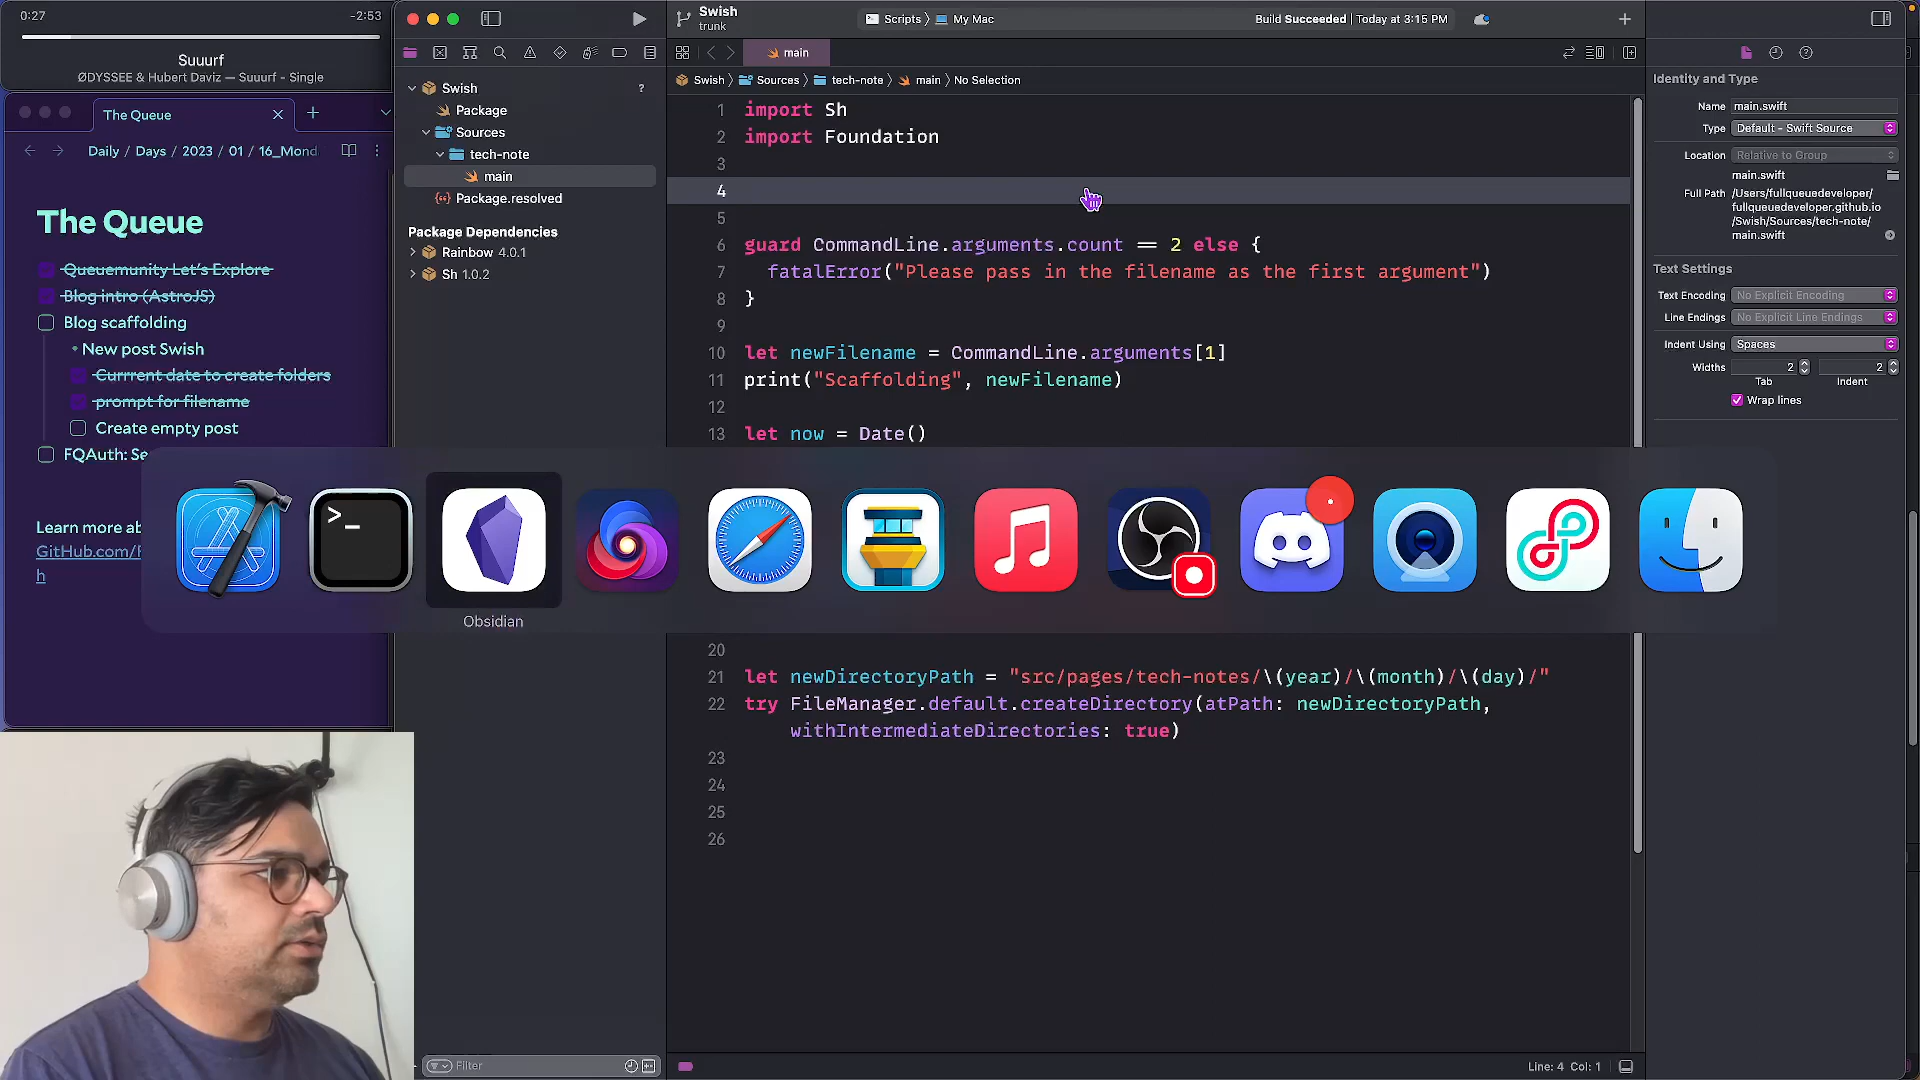 0:27
-2:53
Suuurf
ØDYSSEE & Hubert Daviz — Suuurf - Single
The Queue
Daily / Days / 2023 / 01 / 16_Mond
The Queue
Queuemunity Let's Explore
Blog intro (AstroJS)
Blog scaffolding
• New post Swish
Currrent date to create folders
prompt for filename
Create empty post
FQAuth: Se
Learn more ab
GitHub.com/F
h
Swish
?
Package
Sources
tech-note
main
Package.resolved
Package Dependencies
Rainbow 4.0.1
Sh 1.0.2
Filter
Swish
trunk
Scripts 〉 My Mac
Build Succeeded | Today at 3:15 PM
main
Swish 〉 Sources 〉 tech-note 〉 main 〉 No Selection
1 import Sh
2 import Foundation
3
4
5
6 guard CommandLine.arguments.count == 2 else {
7 fatalError("Please pass in the filename as the first argument")
8 }
9
10 let newFilename = CommandLine.arguments[1]
11 print("Scaffolding", newFilename)
12
13 let now = Date()
>_
Obsidian
20
21 let newDirectoryPath = "src/pages/tech-notes/\(year)/\(month)/\(day)/"
22 try FileManager.default.createDirectory(atPath: newDirectoryPath,
withIntermediateDirectories: true)
23
24
25
26
Line: 4 Col: 1
Identity and Type
Name main.swift
Type Default - Swift Source
Location Relative to Group
main.swift
Full Path /Users/fullqueuedeveloper/
fullqueuedeveloper.github.io
/Swish/Sources/tech-note/
main.swift
Text Settings
Text Encoding No Explicit Encoding
Line Endings No Explicit Line Endings
Indent Using Spaces
Widths 2 2
Tab Indent
Wrap lines